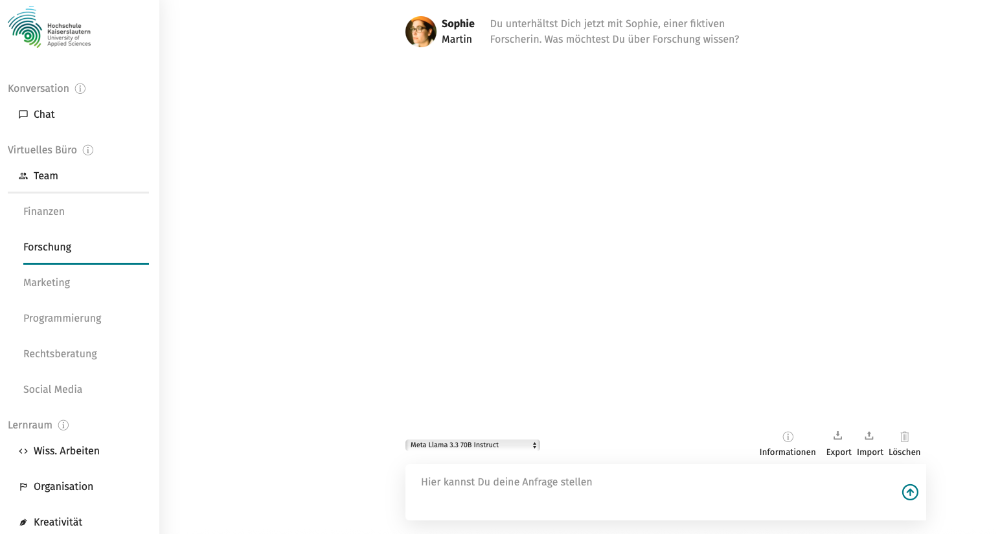 Hochschule
Kaiserslautern
University of
Applied Sciences
Konversation
Chat
Virtuelles Büro
Team
Finanzen
Forschung
Marketing
Programmierung
Rechtsberatung
Social Media
Lernraum
Wiss. Arbeiten
Organisation
Kreativität
Sophie
Martin
Du unterhältst Dich jetzt mit Sophie, einer fiktiven
Forscherin. Was möchtest Du über Forschung wissen?
Meta Llama 3.3 70B Instruct
Informationen
Export
Import
Löschen
Hier kannst Du deine Anfrage stellen